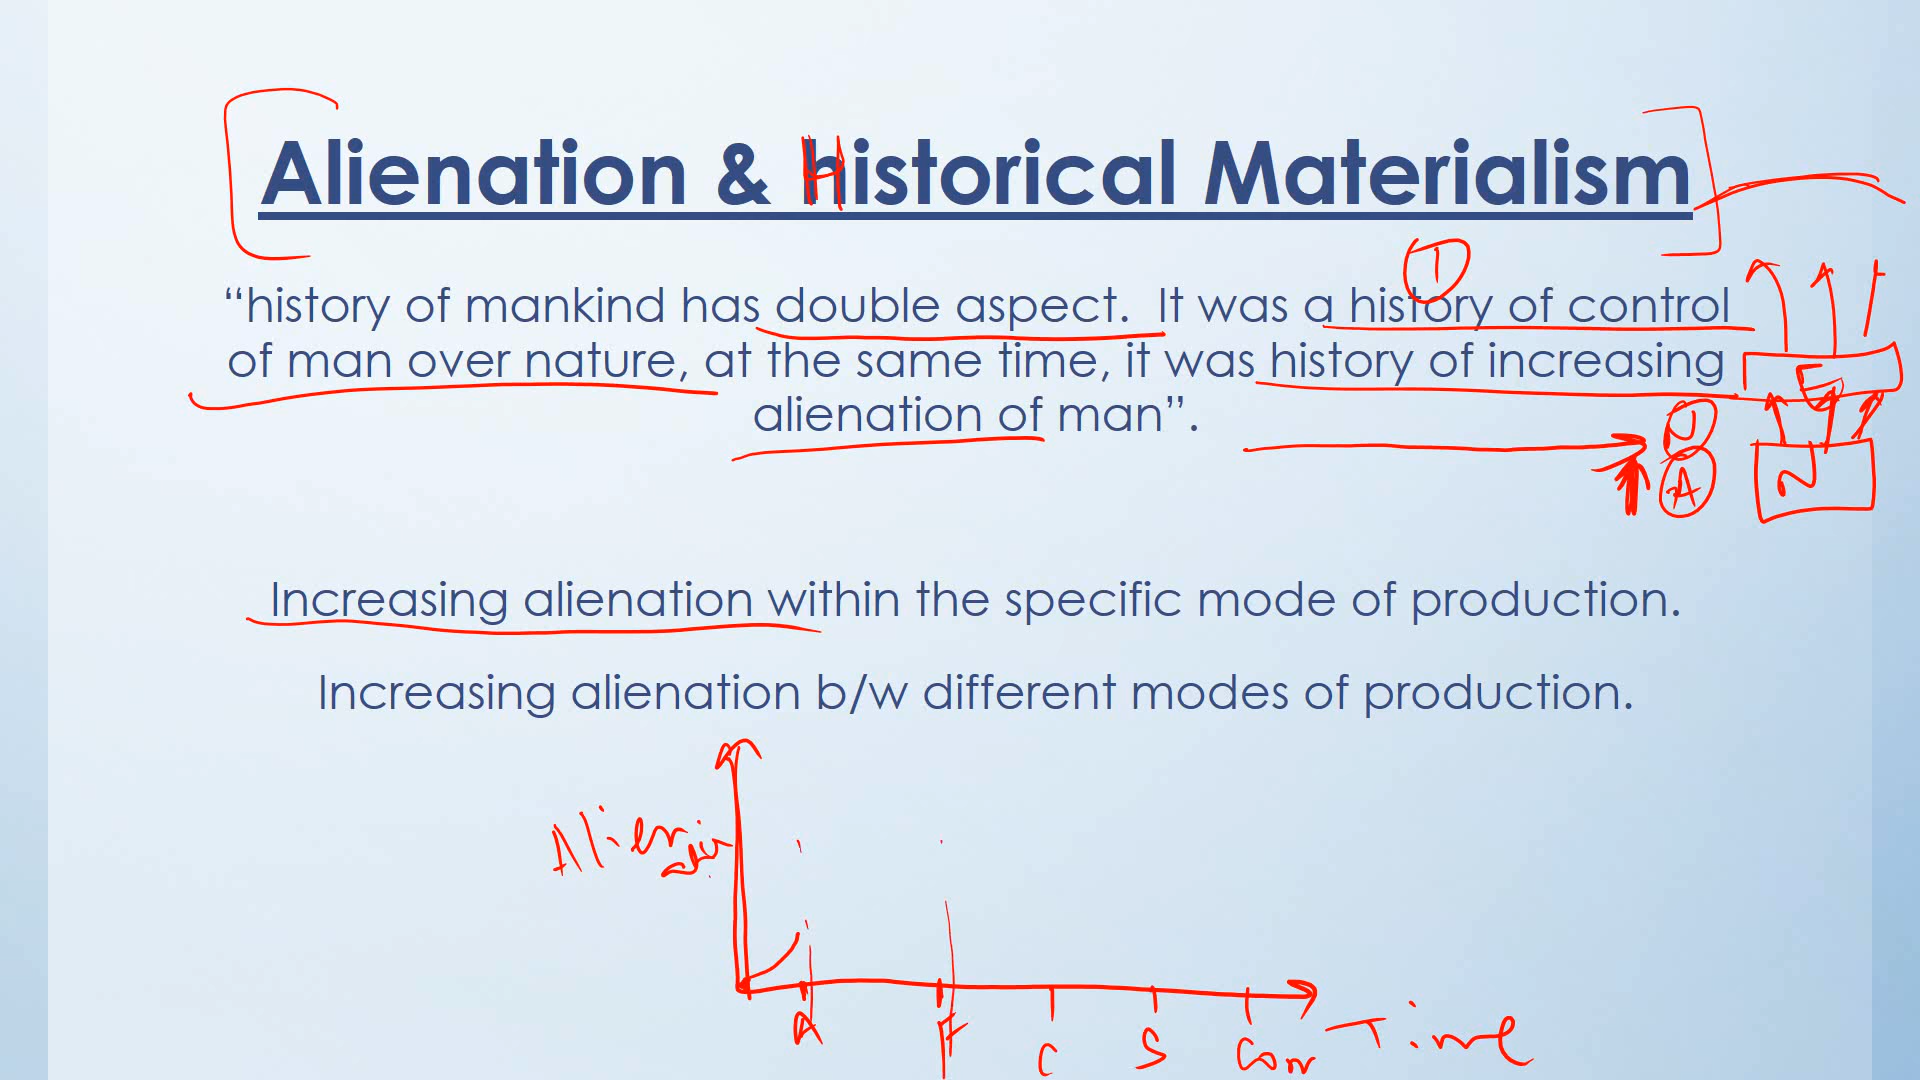 Alienation & historical Materialism
1
“history of mankind has double aspect. It was a history of control
of man over nature, at the same time, it was history of increasing
alienation of man”.
N
A
N
Increasing alienation within the specific mode of production.
Increasing alienation b/w different modes of production.
Alienation
A F C S Com Time